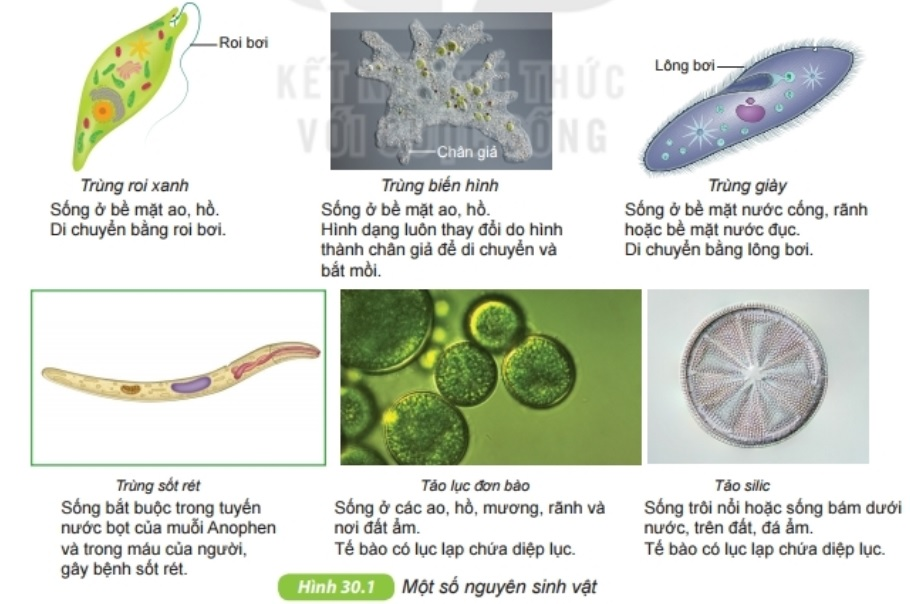 KẾT NỐI TRI THỨC
VỚI CUỘC SỐNG
Roi bơi
Chân giả
Lông bơi
Trùng roi xanh
Sống ở bề mặt ao, hồ.
Di chuyển bằng roi bơi.
Trùng biến hình
Sống ở bề mặt ao, hồ.
Hình dạng luôn thay đổi do hình
thành chân giả để di chuyển và
bắt mồi.
Trùng giày
Sống ở bề mặt nước cống, rãnh
hoặc bề mặt nước đục.
Di chuyển bằng lông bơi.
Trùng sốt rét
Sống bắt buộc trong tuyến
nước bọt của muỗi Anophen
và trong máu của người,
gây bệnh sốt rét.
Tảo lục đơn bào
Sống ở các ao, hồ, mương, rãnh và
nơi đất ẩm.
Tế bào có lục lạp chứa diệp lục.
Tảo silic
Sống trôi nổi hoặc sống bám dưới
nước, trên đất, đá ẩm.
Tế bào có lục lạp chứa diệp lục.
Hình 30.1 Một số nguyên sinh vật